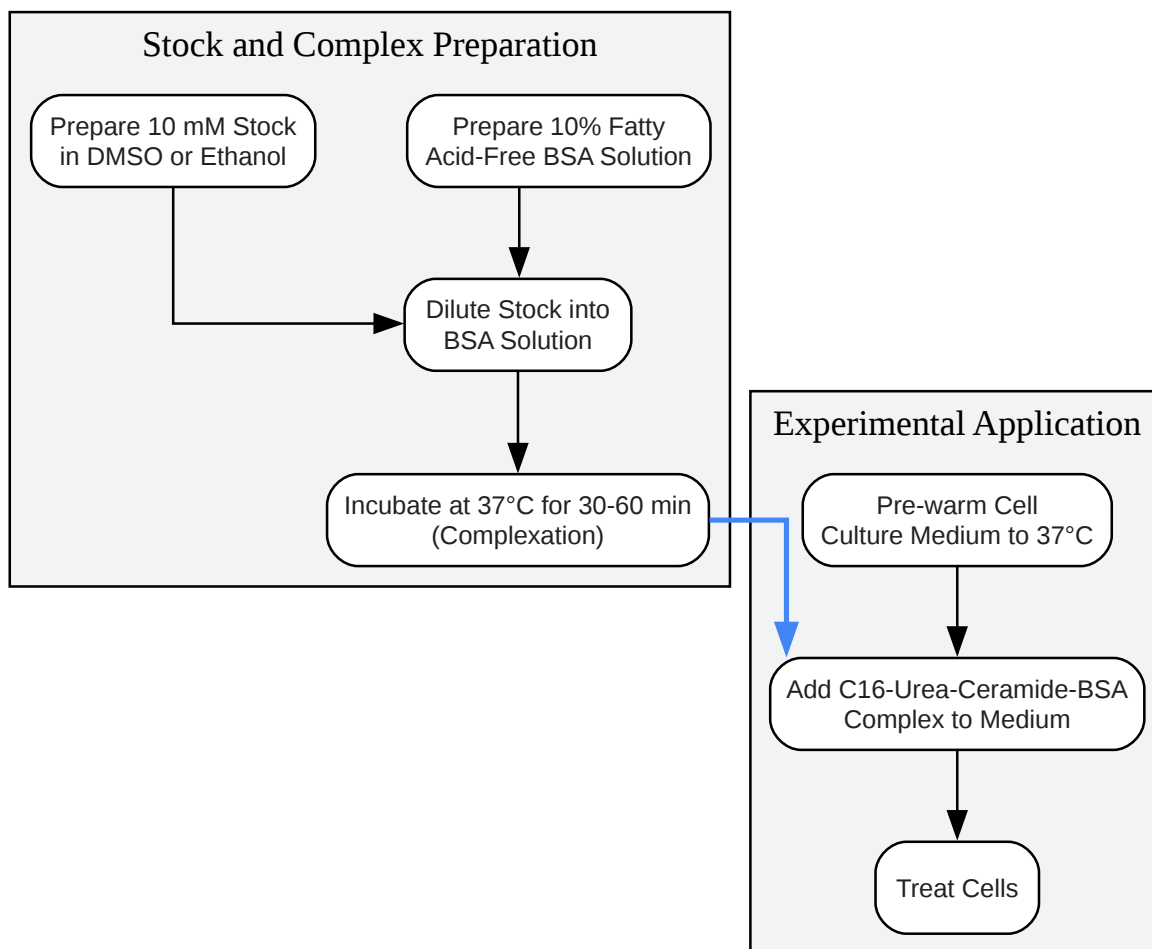 Stock and Complex Preparation
Prepare 10 mM Stock
in DMSO or Ethanol
Prepare 10% Fatty
Acid-Free BSA Solution
Dilute Stock into
BSA Solution
Incubate at 37°C for 30-60 min
(Complexation)
Experimental Application
Pre-warm Cell
Culture Medium to 37°C
Add C16-Urea-Ceramide-BSA
Complex to Medium
Treat Cells